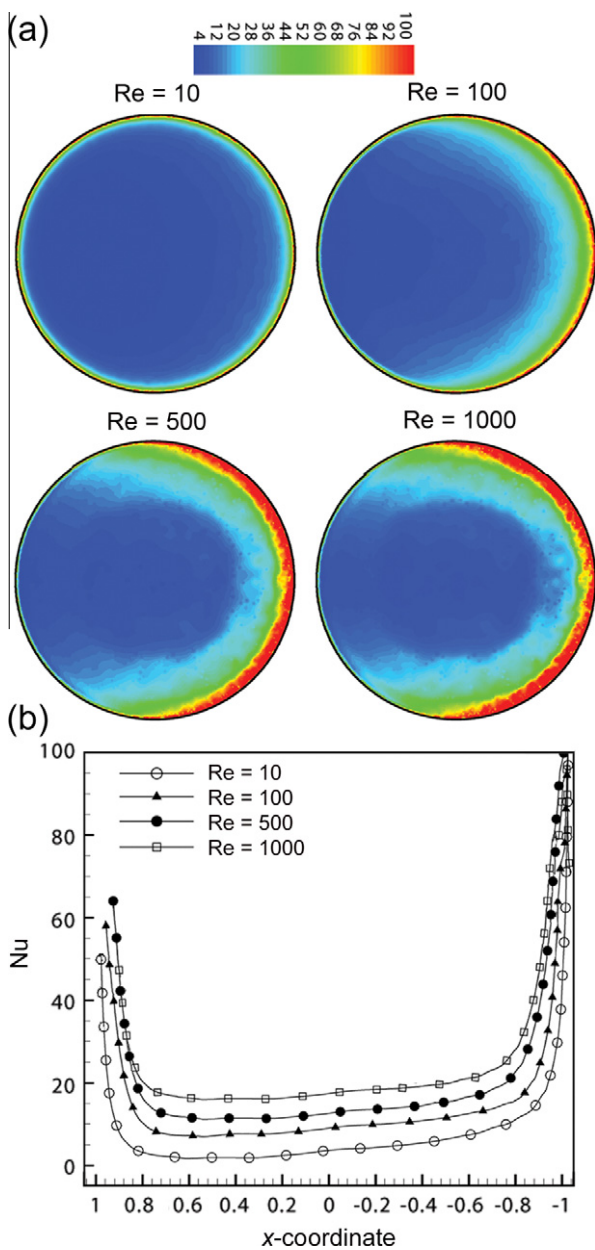 (a)
4 12 20 28 36 44 52 60 68 76 84 92 100
Re = 10
Re = 100
Re = 500
Re = 1000
(b)
100
80
60
40
20
0
Nu
Re = 10
Re = 100
Re = 500
Re = 1000
1 0.8 0.6 0.4 0.2 0 -0.2 -0.4 -0.6 -0.8 -1
x-coordinate